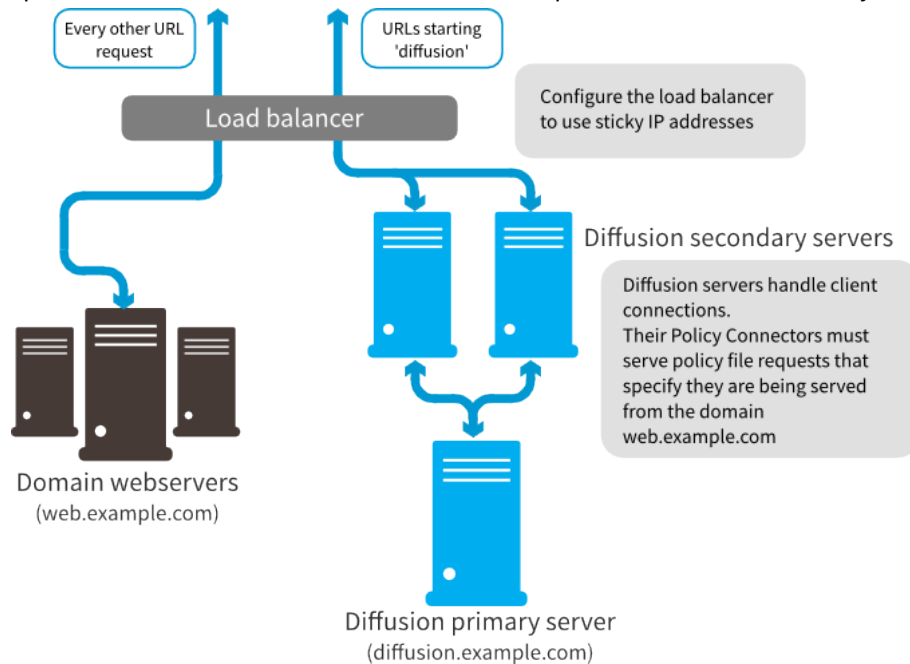 Every other URL
request
URLs starting
'diffusion'
Load balancer
Configure the load balancer
to use sticky IP addresses
Diffusion secondary servers
Diffusion servers handle client
connections.
Their Policy Connectors must
serve policy file requests that
specify they are being served
from the domain
web.example.com
Domain webservers
(web.example.com)
Diffusion primary server
(diffusion.example.com)